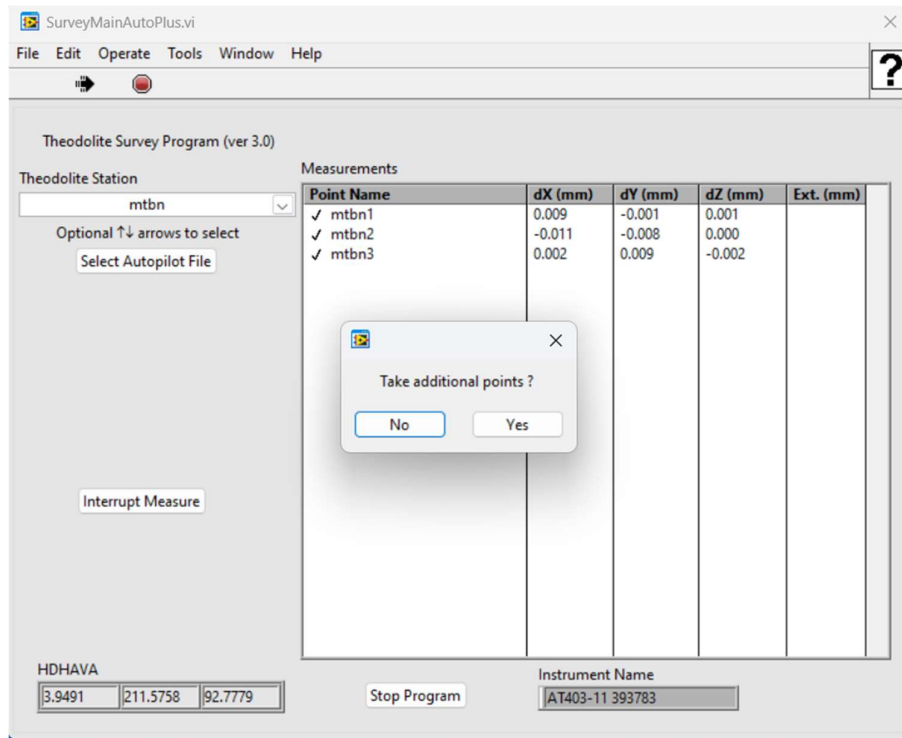 SurveyMainAutoPlus.vi
File Edit Operate Tools Window Help
?
Theodolite Survey Program (ver 3.0)
Theodolite Station
mtbn
Optional ↑↓ arrows to select
Select Autopilot File
Measurements
Point Name dX (mm) dY (mm) dZ (mm) Ext. (mm)
✓ mtbn1 0.009 -0.001 0.001
✓ mtbn2 -0.011 -0.008 0.000
✓ mtbn3 0.002 0.009 -0.002
Take additional points ?
No Yes
Interrupt Measure
HDHAVA
3.9491 211.5758 92.7779
Stop Program
Instrument Name
AT403-11 393783